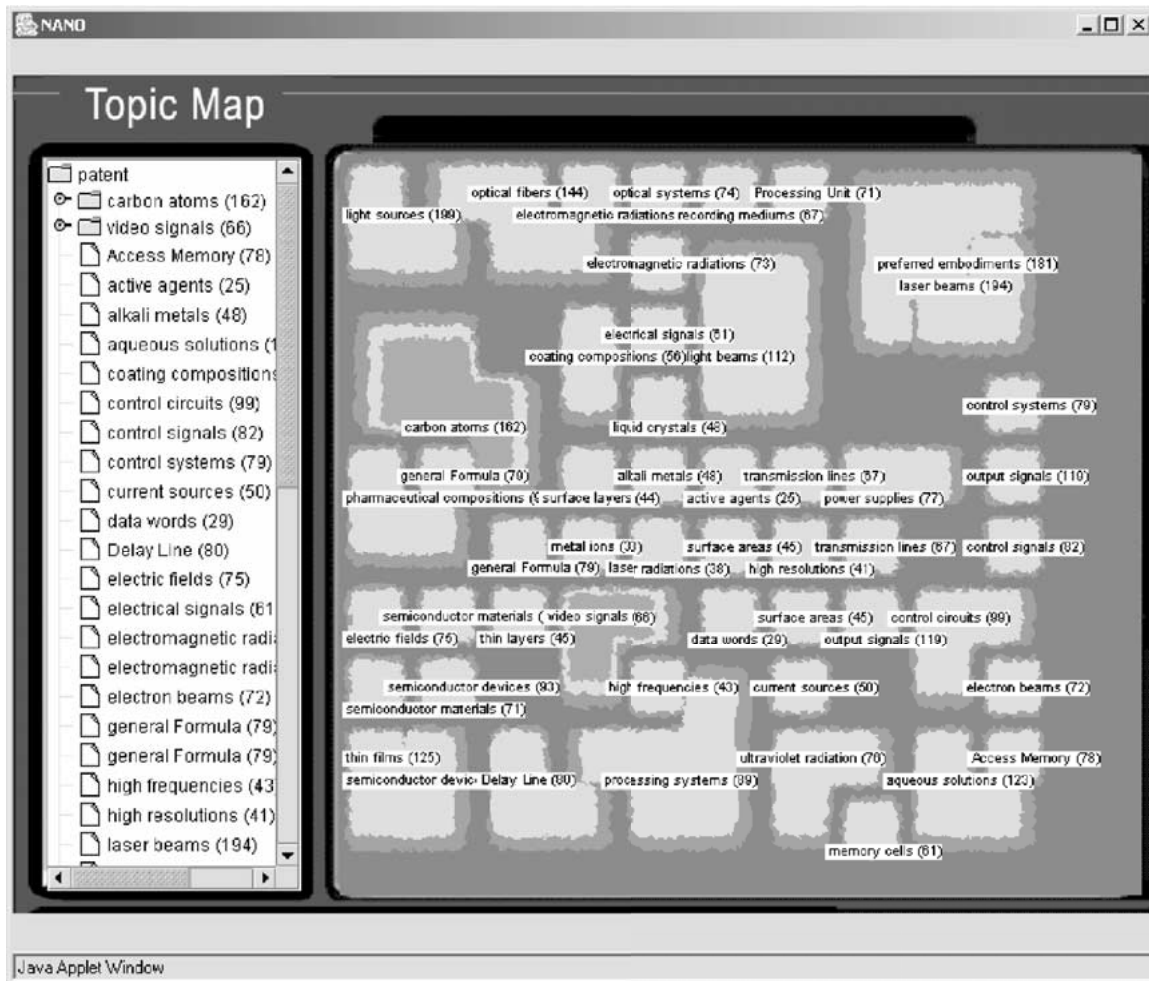 NANO
Topic Map
patent
carbon atoms (162)
video signals (66)
Access Memory (78)
active agents (25)
alkali metals (48)
aqueous solutions (1
coating compositions
control circuits (99)
control signals (82)
control systems (79)
current sources (50)
data words (29)
Delay Line (80)
electric fields (75)
electrical signals (61
electromagnetic radi
electromagnetic radi
electron beams (72)
general Formula (79)
general Formula (79)
high frequencies (43
high resolutions (41)
laser beams (194)
optical fibers (144) optical systems (74) Processing Unit (71)
light sources (199) electromagnetic radiations recording mediums (67)
electromagnetic radiations (73) preferred embodiments (181)
laser beams (194)
electrical signals (61)
coating compositions (56) light beams (112)
control systems (79)
carbon atoms (162) liquid crystals (48)
general Formula (79) alkali metals (48) transmission lines (67) output signals (119)
pharmaceutical compositions ( surface layers (44) active agents (25) power supplies (77)
metal ions (33) surface areas (45) transmission lines (67) control signals (82)
general Formula (79) laser radiations (38) high resolutions (41)
semiconductor materials ( video signals (66) surface areas (45) control circuits (99)
electric fields (75) thin layers (45) data words (29) output signals (119)
semiconductor devices (93) high frequencies (43) current sources (50) electron beams (72)
semiconductor materials (71)
thin films (125) ultraviolet radiation (76) Access Memory (78)
semiconductor devic Delay Line (80) processing systems (89) aqueous solutions (123)
memory cells (61)
Java Applet Window